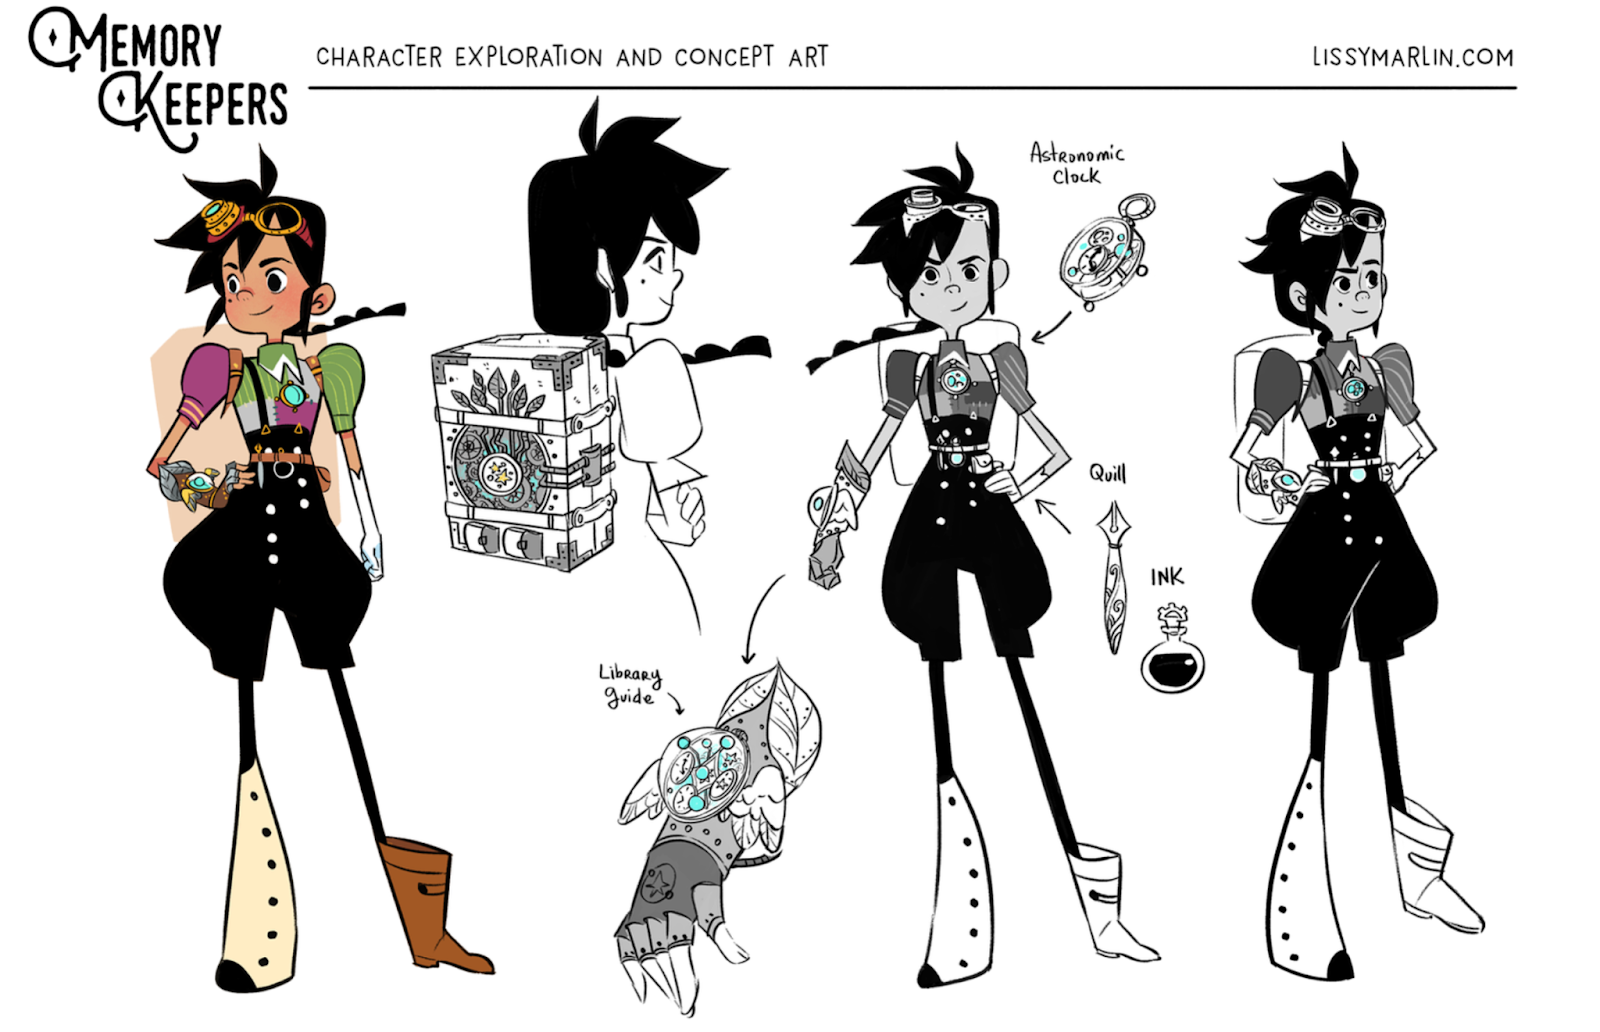 MEMORY
KEEPERS
CHARACTER EXPLORATION AND CONCEPT ART
LISSYMARLIN.COM
Astronomic
Clock
Quill
INK
Library
guide